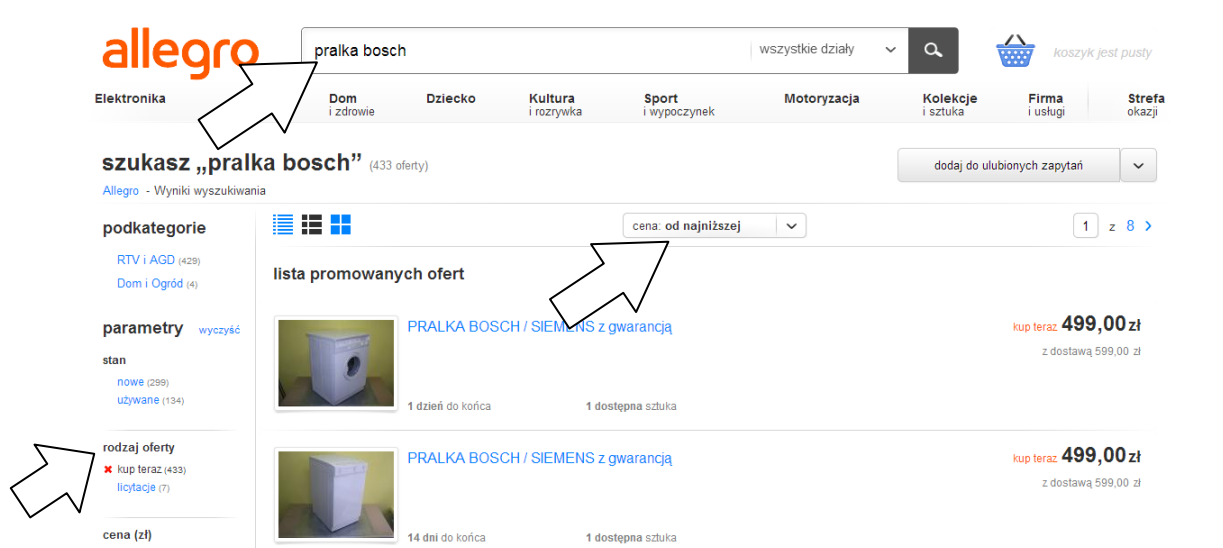 allegro
pralka bosch
wszystkie działy
koszyk jest pusty
Elektronika
Dom
i zdrowie
Dziecko
Kultura
i rozrywka
Sport
i wypoczynek
Motoryzacja
Kolekcje
i sztuka
Firma
i usługi
Strefa
okazji
szukasz „pralka bosch” (433 oferty)
dodaj do ulubionych zapytań
Allegro - Wyniki wyszukiwania
podkategorie
RTV i AGD (429)
Dom i Ogród (4)
parametry wyczyść
stan
nowe (299)
używane (134)
rodzaj oferty
kup teraz (433)
licytacje (7)
cena (zł)
cena: od najniższej
1 z 8 >
lista promowanych ofert
PRALKA BOSCH / SIEMENS z gwarancją
kup teraz 499,00 zł
z dostawą 599,00 zł
1 dzień do końca 1 dostępna sztuka
PRALKA BOSCH / SIEMENS z gwarancją
kup teraz 499,00 zł
z dostawą 599,00 zł
14 dni do końca 1 dostępna sztuka